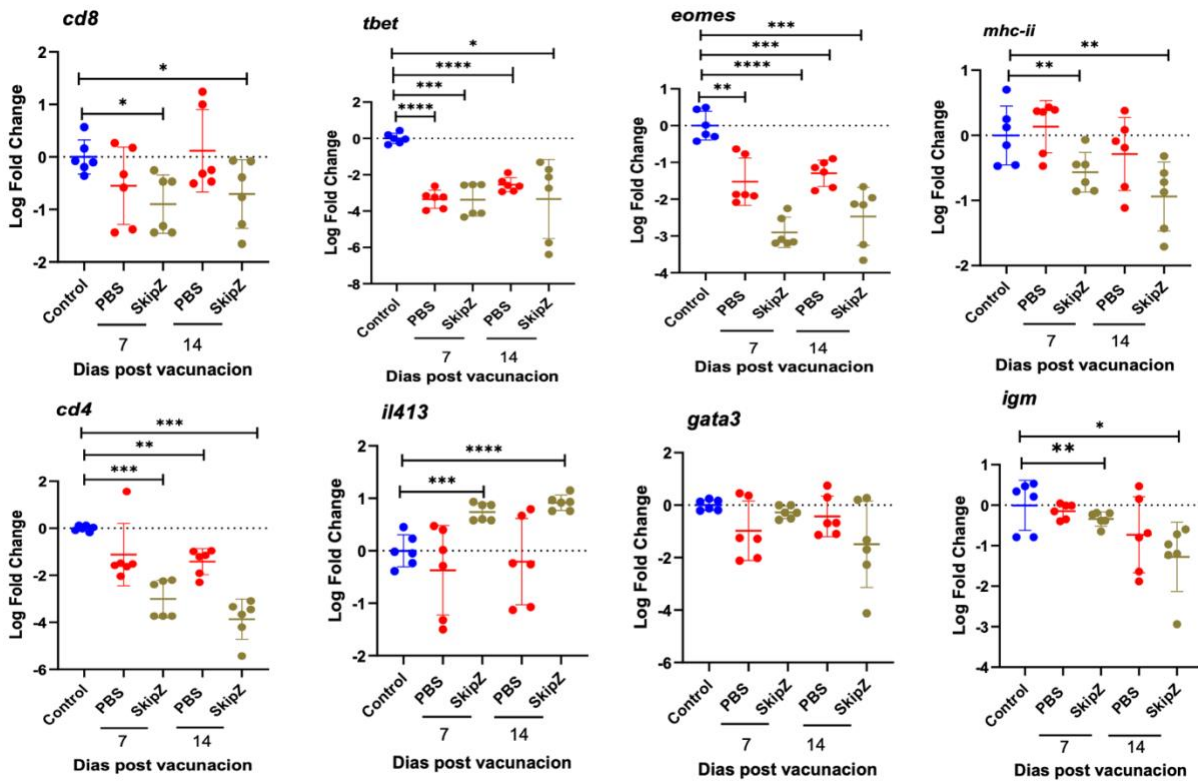 cd8
*
*
Log Fold Change
2
1
0
-1
-2
Control
PBS
SkipZ
PBS
SkipZ
7
14
Dias post vacunacion
tbet
*
****
***
****
Log Fold Change
2
0
-2
-4
-6
-8
Control
PBS
SkipZ
PBS
SkipZ
7
14
Dias post vacunacion
eomes
***
***
****
**
Log Fold Change
1
0
-1
-2
-3
-4
Control
PBS
SkipZ
PBS
SkipZ
7
14
Dias post vacunacion
mhc-ii
**
**
Log Fold Change
1
0
-1
-2
Control
PBS
SkipZ
PBS
SkipZ
7
14
Dias post vacunacion
cd4
***
**
***
Log Fold Change
2
0
-2
-4
-6
Control
PBS
SkipZ
PBS
SkipZ
7
14
Dias post vacunacion
il413
****
***
Log Fold Change
2
1
0
-1
-2
Control
PBS
SkipZ
PBS
SkipZ
7
14
Dias post vacunacion
gata3
Log Fold Change
2
0
-2
-4
-6
Control
PBS
SkipZ
PBS
SkipZ
7
14
Dias post vacunacion
igm
*
**
Log Fold Change
1
0
-1
-2
-3
-4
Control
PBS
SkipZ
PBS
SkipZ
7
14
Dias post vacunacion